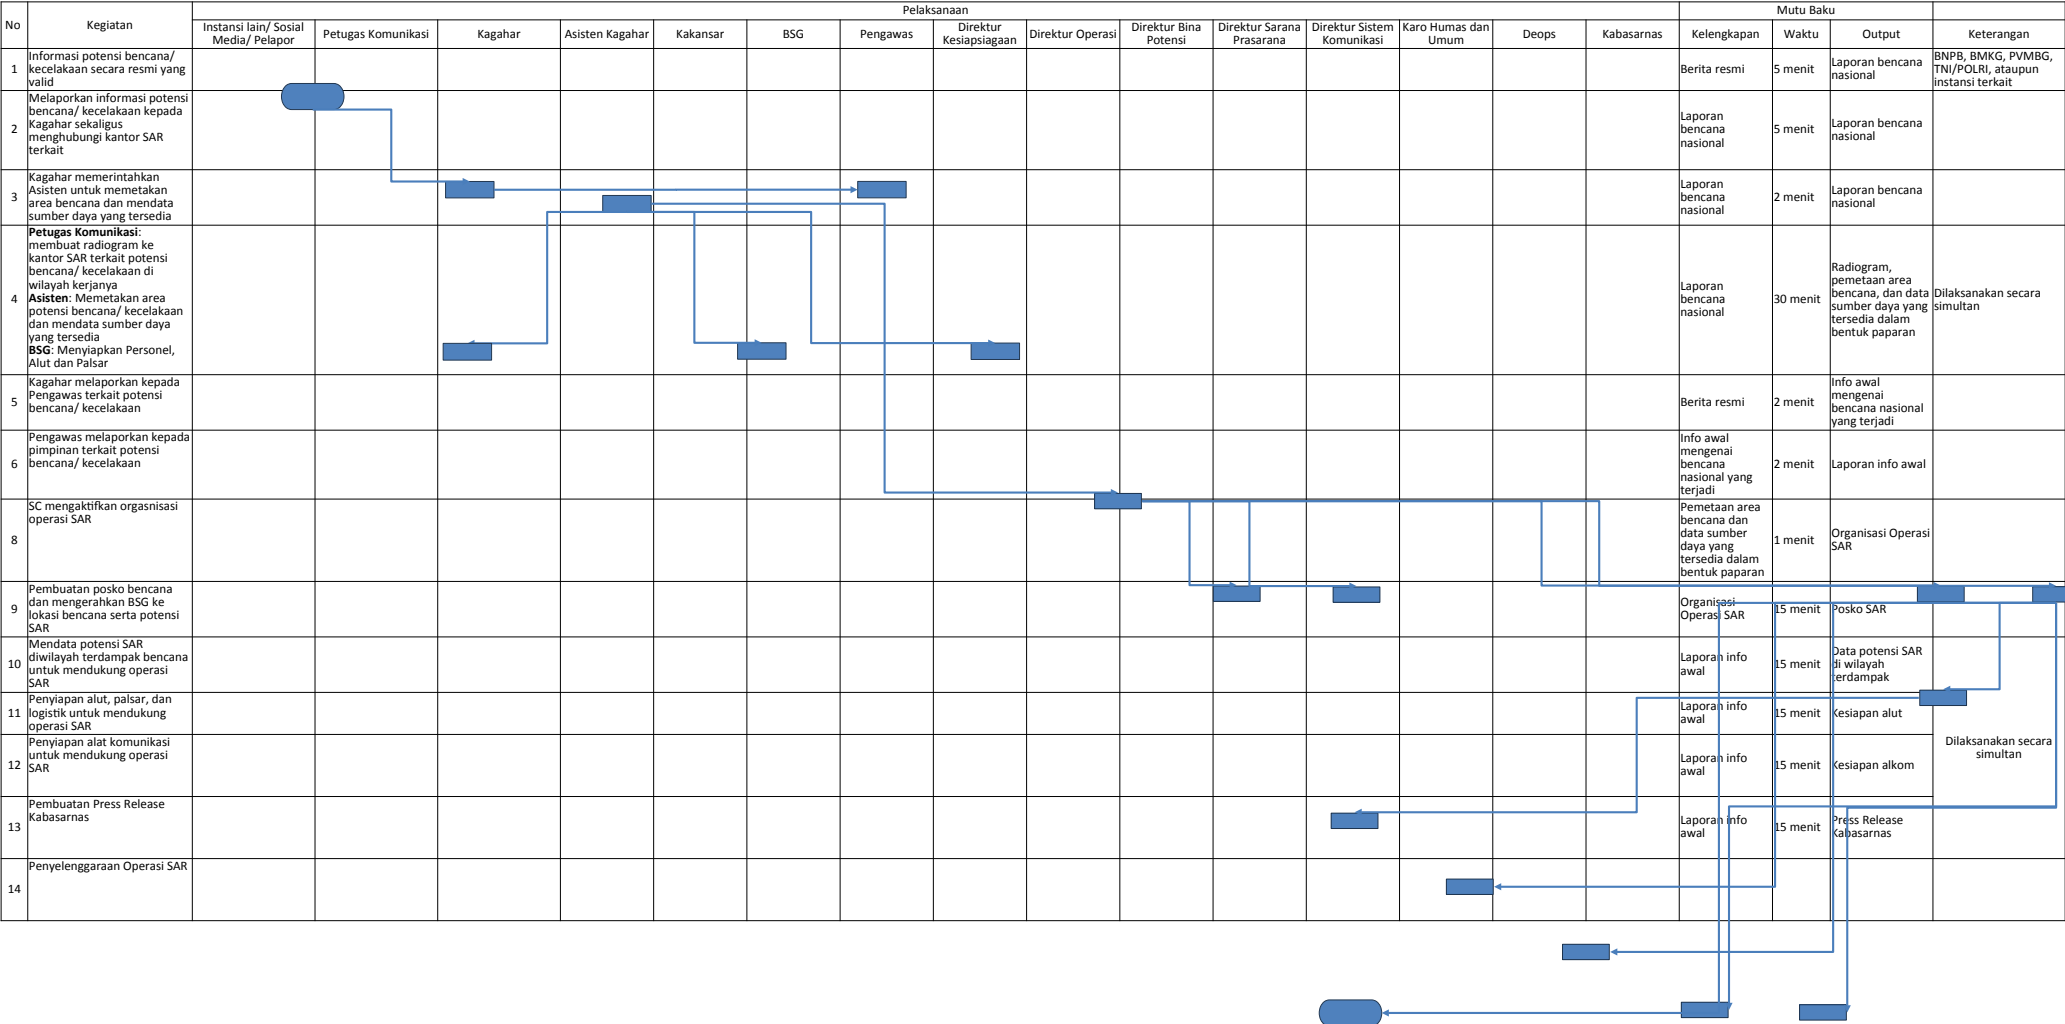 No
Kegiatan
Pelaksanaan
Mutu Baku
Instansi lain/ Sosial
Media/ Pelapor
Petugas Komunikasi
Kagahar
Asisten Kagahar
Kakansar
BSG
Pengawas
Direktur
Kesiapsiagaan
Direktur Operasi
Direktur Bina
Potensi
Direktur Sarana
Prasarana
Direktur Sistem
Komunikasi
Karo Humas dan
Umum
Deops
Kabasarnas
Kelengkapan
Waktu
Output
Keterangan
1
Informasi potensi bencana/
kecelakaan secara resmi yang
valid
Berita resmi
5 menit
Laporan bencana
nasional
BNPB, BMKG, PVMBG,
TNI/POLRI, ataupun
instansi terkait
2
Melaporkan informasi potensi
bencana/ kecelakaan kepada
Kagahar sekaligus
menghubungi kantor SAR
terkait
Laporan
bencana
nasional
5 menit
Laporan bencana
nasional
3
Kagahar memerintahkan
Asisten untuk memetakan
area bencana dan mendata
sumber daya yang tersedia
Laporan
bencana
nasional
2 menit
Laporan bencana
nasional
4
Petugas Komunikasi:
membuat radiogram ke
kantor SAR terkait potensi
bencana/ kecelakaan di
wilayah kerjanya
Asisten: Memetakan area
potensi bencana/ kecelakaan
dan mendata sumber daya
yang tersedia
BSG: Menyiapkan Personel,
Alut dan Palsar
Laporan
bencana
nasional
30 menit
Radiogram,
pemetaan area
bencana, dan data
sumber daya yang
tersedia dalam
bentuk paparan
Dilaksanakan secara
simultan
5
Kagahar melaporkan kepada
Pengawas terkait potensi
bencana/ kecelakaan
Berita resmi
2 menit
Info awal
mengenai
bencana nasional
yang terjadi
6
Pengawas melaporkan kepada
pimpinan terkait potensi
bencana/ kecelakaan
Info awal
mengenai
bencana
nasional yang
terjadi
2 menit
Laporan info awal
8
SC mengaktifkan orgasnisasi
operasi SAR
Pemetaan area
bencana dan
data sumber
daya yang
tersedia dalam
bentuk paparan
1 menit
Organisasi Operasi
SAR
9
Pembuatan posko bencana
dan mengerahkan BSG ke
lokasi bencana serta potensi
SAR
Organisasi
Operasi SAR
15 menit
Posko SAR
10
Mendata potensi SAR
diwilayah terdampak bencana
untuk mendukung operasi
SAR
Laporan info
awal
15 menit
Data potensi SAR
di wilayah
terdampak
11
Penyiapan alut, palsar, dan
logistik untuk mendukung
operasi SAR
Laporan info
awal
15 menit
Kesiapan alut
Dilaksanakan secara
simultan
12
Penyiapan alat komunikasi
untuk mendukung operasi
SAR
Laporan info
awal
15 menit
Kesiapan alkom
13
Pembuatan Press Release
Kabasarnas
Laporan info
awal
15 menit
Press Release
Kabasarnas
14
Penyelenggaraan Operasi SAR